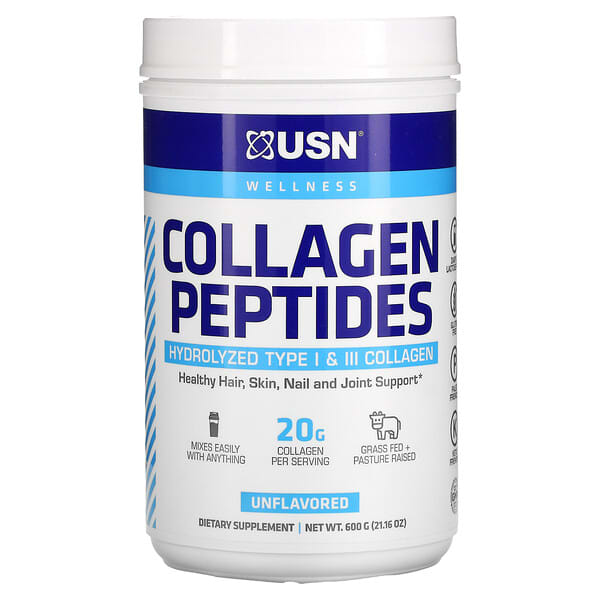 USN®
WELLNESS
COLLAGEN
PEPTIDES
HYDROLYZED TYPE I & III COLLAGEN
Healthy Hair, Skin, Nail and Joint Support*
MIXES EASILY
WITH ANYTHING
20G
COLLAGEN
PER SERVING
GRASS FED +
PASTURE RAISED
UNFLAVORED
DIETARY SUPPLEMENT | NET WT. 600 G (21.16 OZ)